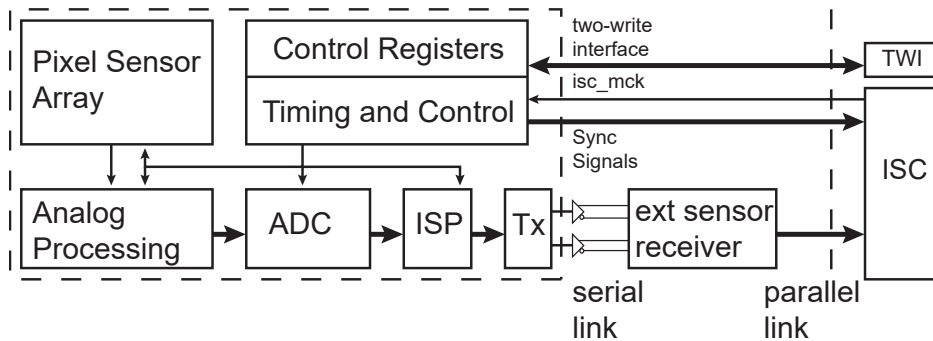 Pixel Sensor
Array
Control Registers
Timing and Control
two-write
interface
isc_mck
Sync
Signals
TWI
ISC
Analog
Processing
ADC
ISP
Tx
ext sensor
receiver
serial
link
parallel
link